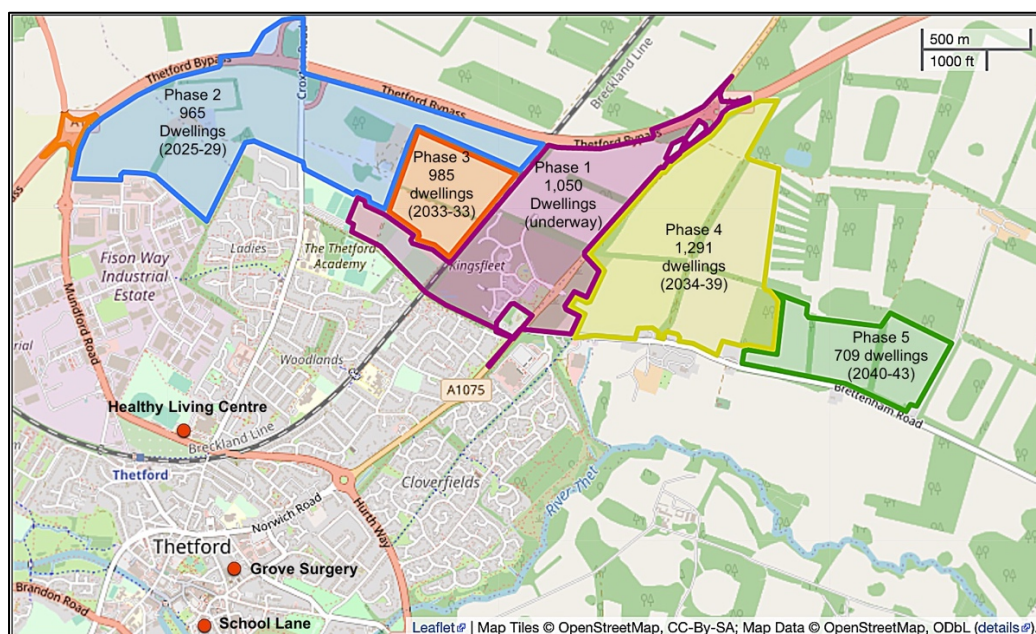 500 m
1000 ft
Thetford Bypass
Breckland Line
Phase 2
965
Dwellings
(2025-29)
Thetford Bypass
Thetford Bypass
Phase 3
985
dwellings
(2033-33)
Phase 1
1,050
Dwellings
(underway)
Phase 4
1,291
dwellings
(2034-39)
Ladies
The Thetford
Academy
Kingsfleet
Fison Way
Industrial
Estate
Mundford Road
Woodlands
Phase 5
709 dwellings
(2040-43)
Brettenham Road
A1075
Healthy Living Centre
Breckland Line
Thetford
Cloverfields
River Thet
Norwich Road
Hurth Way
Thetford
Grove Surgery
Brandon Road
School Lane
Leaflet | Map Tiles © OpenStreetMap, CC-By-SA; Map Data © OpenStreetMap, ODbL (details)